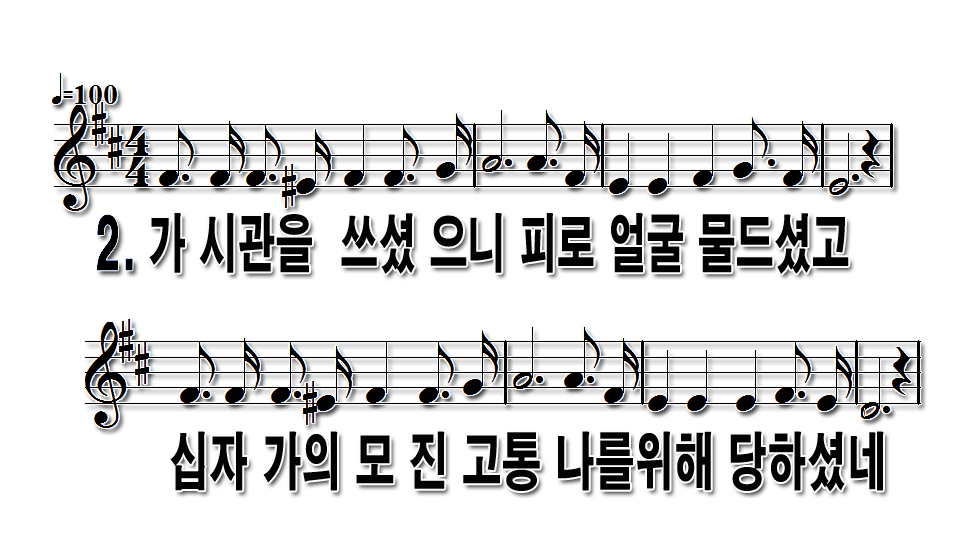 ♩=100
2. 가 시관을 쓰셨 으니 피로 얼굴 물드셨고
십자 가의 모 진 고통 나를위해 당하셨네